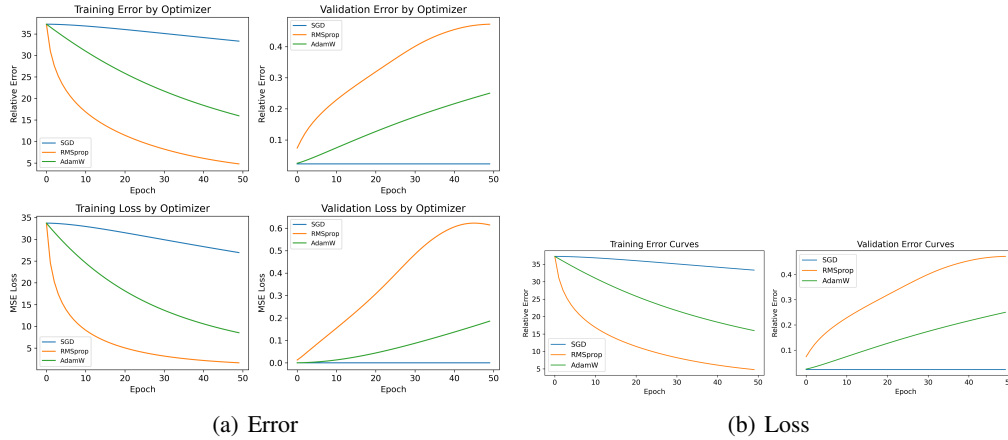 Training Error by Optimizer
Relative Error
35
30
25
20
15
10
5
SGD
RMSprop
AdamW
0 10 20 30 40 50
Epoch
Validation Error by Optimizer
Relative Error
0.4
0.3
0.2
0.1
SGD
RMSprop
AdamW
0 10 20 30 40 50
Epoch
Training Loss by Optimizer
MSE Loss
35
30
25
20
15
10
5
SGD
RMSprop
AdamW
0 10 20 30 40 50
Epoch
Validation Loss by Optimizer
MSE Loss
0.6
0.5
0.4
0.3
0.2
0.1
0.0
SGD
RMSprop
AdamW
0 10 20 30 40 50
Epoch
(a) Error
Training Error Curves
Relative Error
35
30
25
20
15
10
5
SGD
RMSprop
AdamW
0 10 20 30 40 50
Epoch
Validation Error Curves
Relative Error
0.4
0.3
0.2
0.1
SGD
RMSprop
AdamW
0 10 20 30 40 50
Epoch
(b) Loss